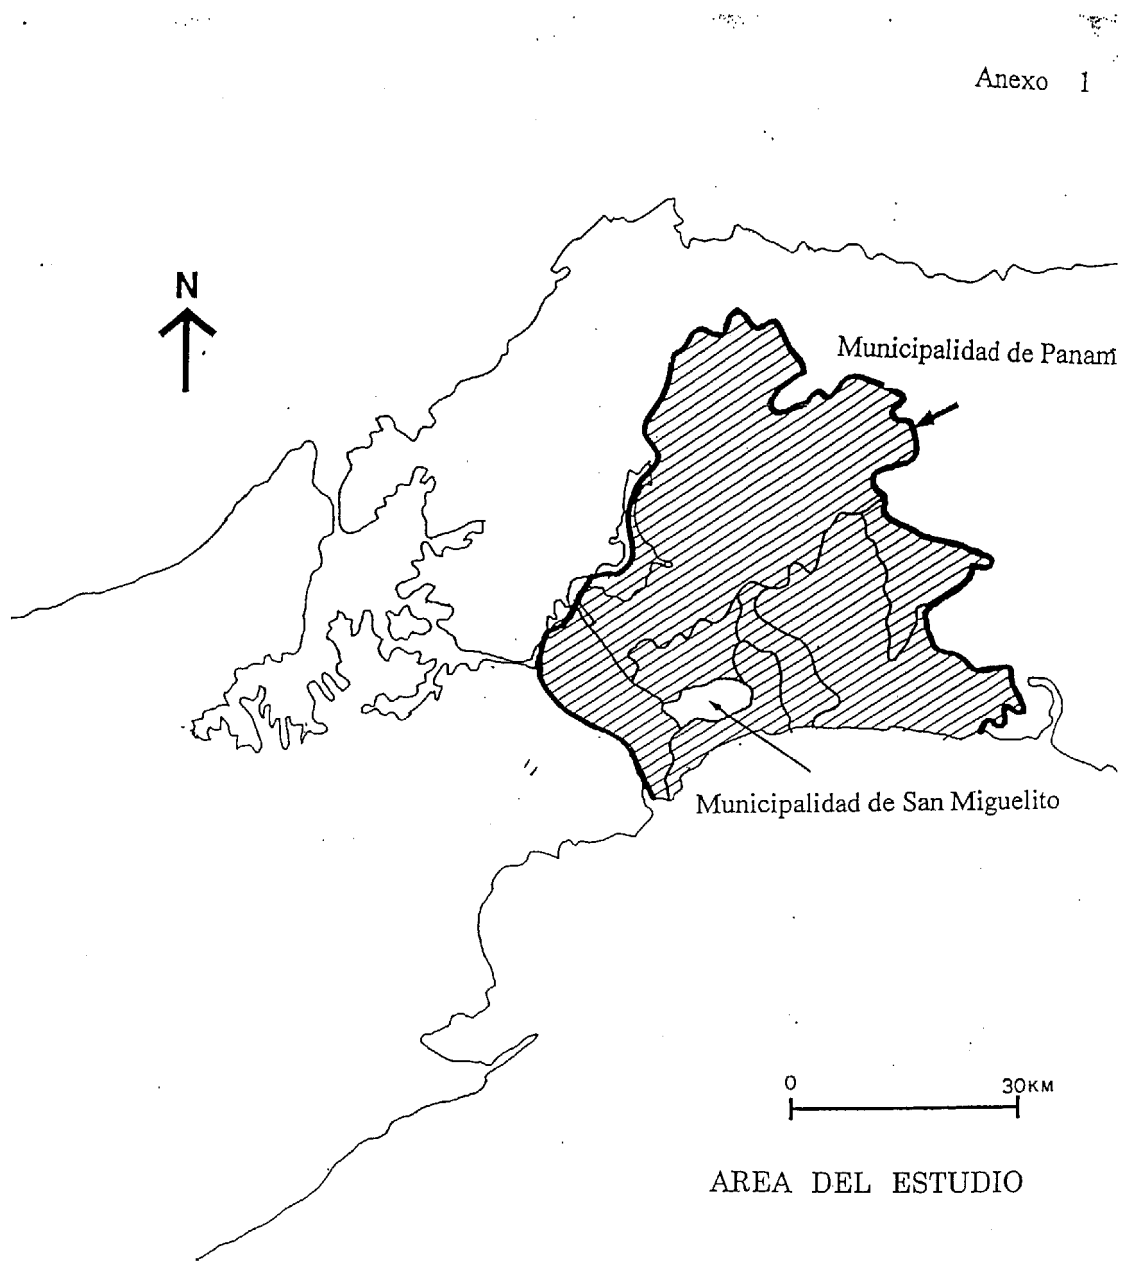 Anexo 1
N
Municipalidad de Panam
Municipalidad de San Miguelito
0 30KM
AREA DEL ESTUDIO